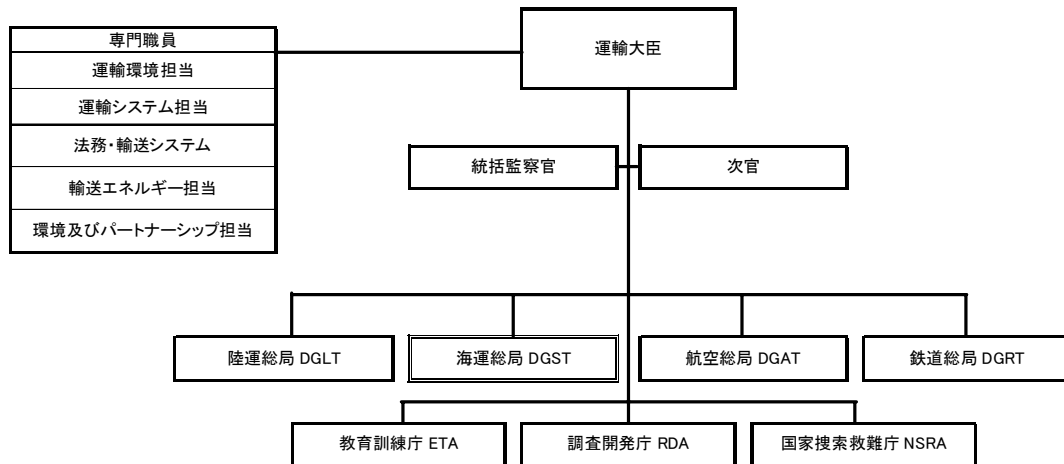 専門職員
運輸環境担当
運輸システム担当
法務・輸送システム
輸送エネルギー担当
環境及びパートナーシップ担当
運輸大臣
統括監察官
次官
陸運総局 DGLT
海運総局 DGST
航空総局 DGAT
鉄道総局 DGRT
教育訓練庁 ETA
調査開発庁 RDA
国家捜索救難庁 NSRA